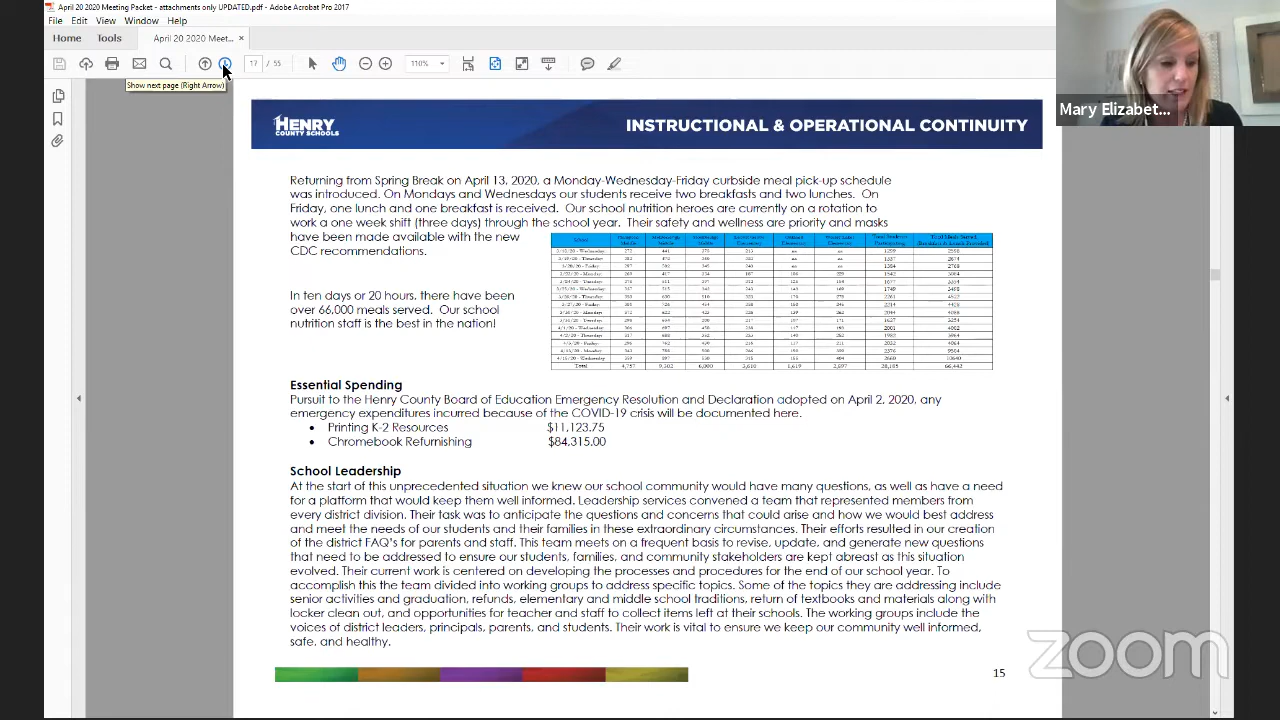 April 20 2020 Meeting Packet - attachments only UPDATED.pdf - Adobe Acrobat Pro 2017
File Edit View Window Help
Home Tools April 20 2020 Meet... ×
17 / 55 110%
Show next page (Right Arrow)
Mary Elizabet...
HENRY
COUNTY SCHOOLS
INSTRUCTIONAL & OPERATIONAL CONTINUITY
Returning from Spring Break on April 13, 2020, a Monday-Wednesday-Friday curbside meal pick-up schedule
was introduced. On Mondays and Wednesdays our students receive two breakfasts and two lunches. On
Friday, one lunch and one breakfast is received. Our school nutrition heroes are currently on a rotation to
work a one week shift (three days) through the school year. Their safety and wellness are priority and masks
have been made available with the new
CDC recommendations.
In ten days or 20 hours, there have been
over 66,000 meals served. Our school
nutrition staff is the best in the nation!
Total
Essential Spending
Pursuit to the Henry County Board of Education Emergency Resolution and Declaration adopted on April 2, 2020, any
emergency expenditures incurred because of the COVID-19 crisis will be documented here.
• Printing K-2 Resources $11,123.75
• Chromebook Refurnishing $84,315.00
School Leadership
At the start of this unprecedented situation we knew our school community would have many questions, as well as have a need
for a platform that would keep them well informed. Leadership services convened a team that represented members from
every district division. Their task was to anticipate the questions and concerns that could arise and how we would best address
and meet the needs of our students and their families in these extraordinary circumstances. Their efforts resulted in our creation
of the district FAQ's for parents and staff. This team meets on a frequent basis to revise, update, and generate new questions
that need to be addressed to ensure our students, families, and community stakeholders are kept abreast as this situation
evolved. Their current work is centered on developing the processes and procedures for the end of our school year. To
accomplish this the team divided into working groups to address specific topics. Some of the topics they are addressing include
senior activities and graduation, refunds, elementary and middle school traditions, return of textbooks and materials along with
locker clean out, and opportunities for teacher and staff to collect items left at their schools. The working groups include the
voices of district leaders, principals, parents, and students. Their work is vital to ensure we keep our community well informed,
safe, and healthy.
15
zoom